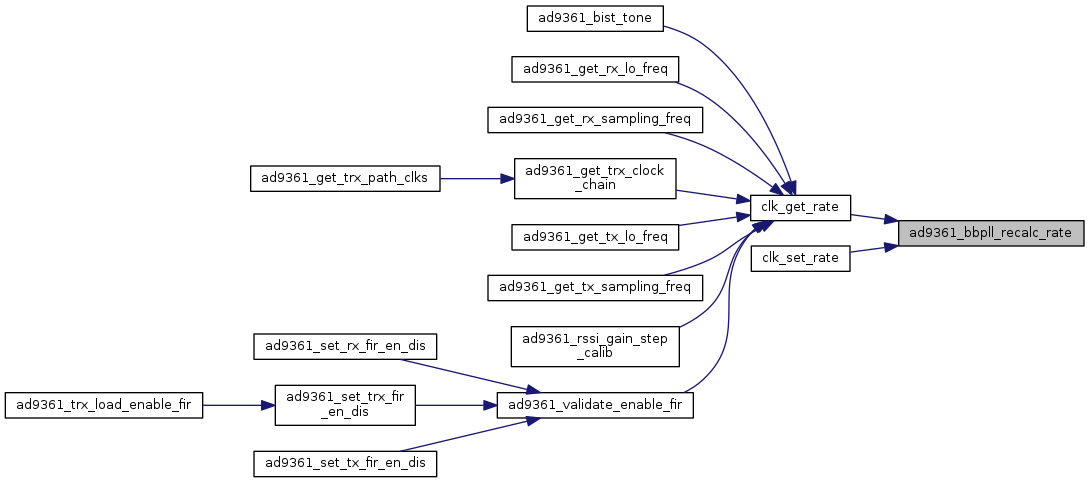 ad9361_bist_tone
ad9361_get_rx_lo_freq
ad9361_get_rx_sampling_freq
ad9361_get_trx_path_clks
ad9361_get_trx_clock
_chain
clk_get_rate
ad9361_bbpll_recalc_rate
ad9361_get_tx_lo_freq
clk_set_rate
ad9361_get_tx_sampling_freq
ad9361_rssi_gain_step
_calib
ad9361_set_rx_fir_en_dis
ad9361_trx_load_enable_fir
ad9361_set_trx_fir
_en_dis
ad9361_validate_enable_fir
ad9361_set_tx_fir_en_dis